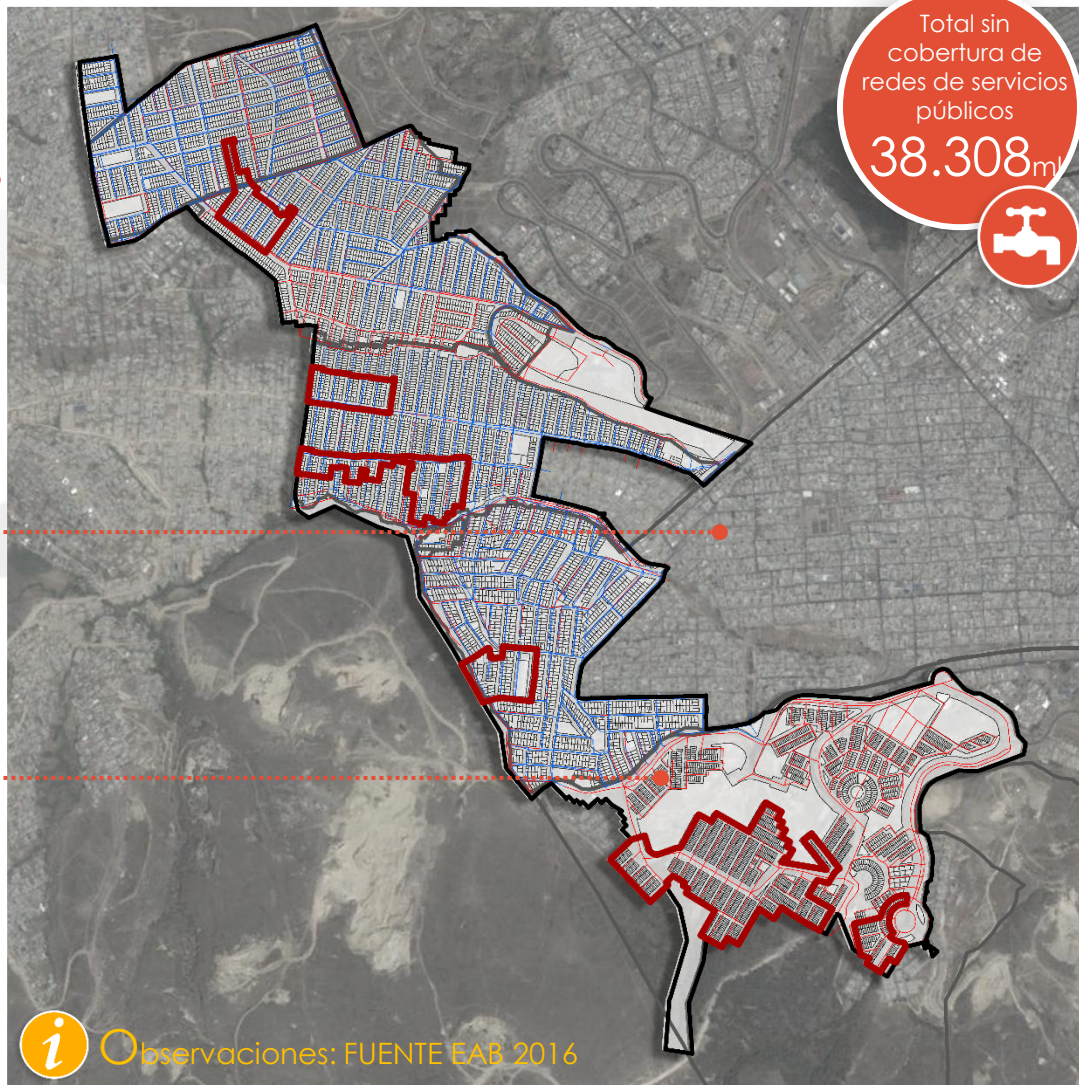 Total sin
cobertura de
redes de servicios
públicos
38.308ml
Observaciones: FUENTE EAB 2016